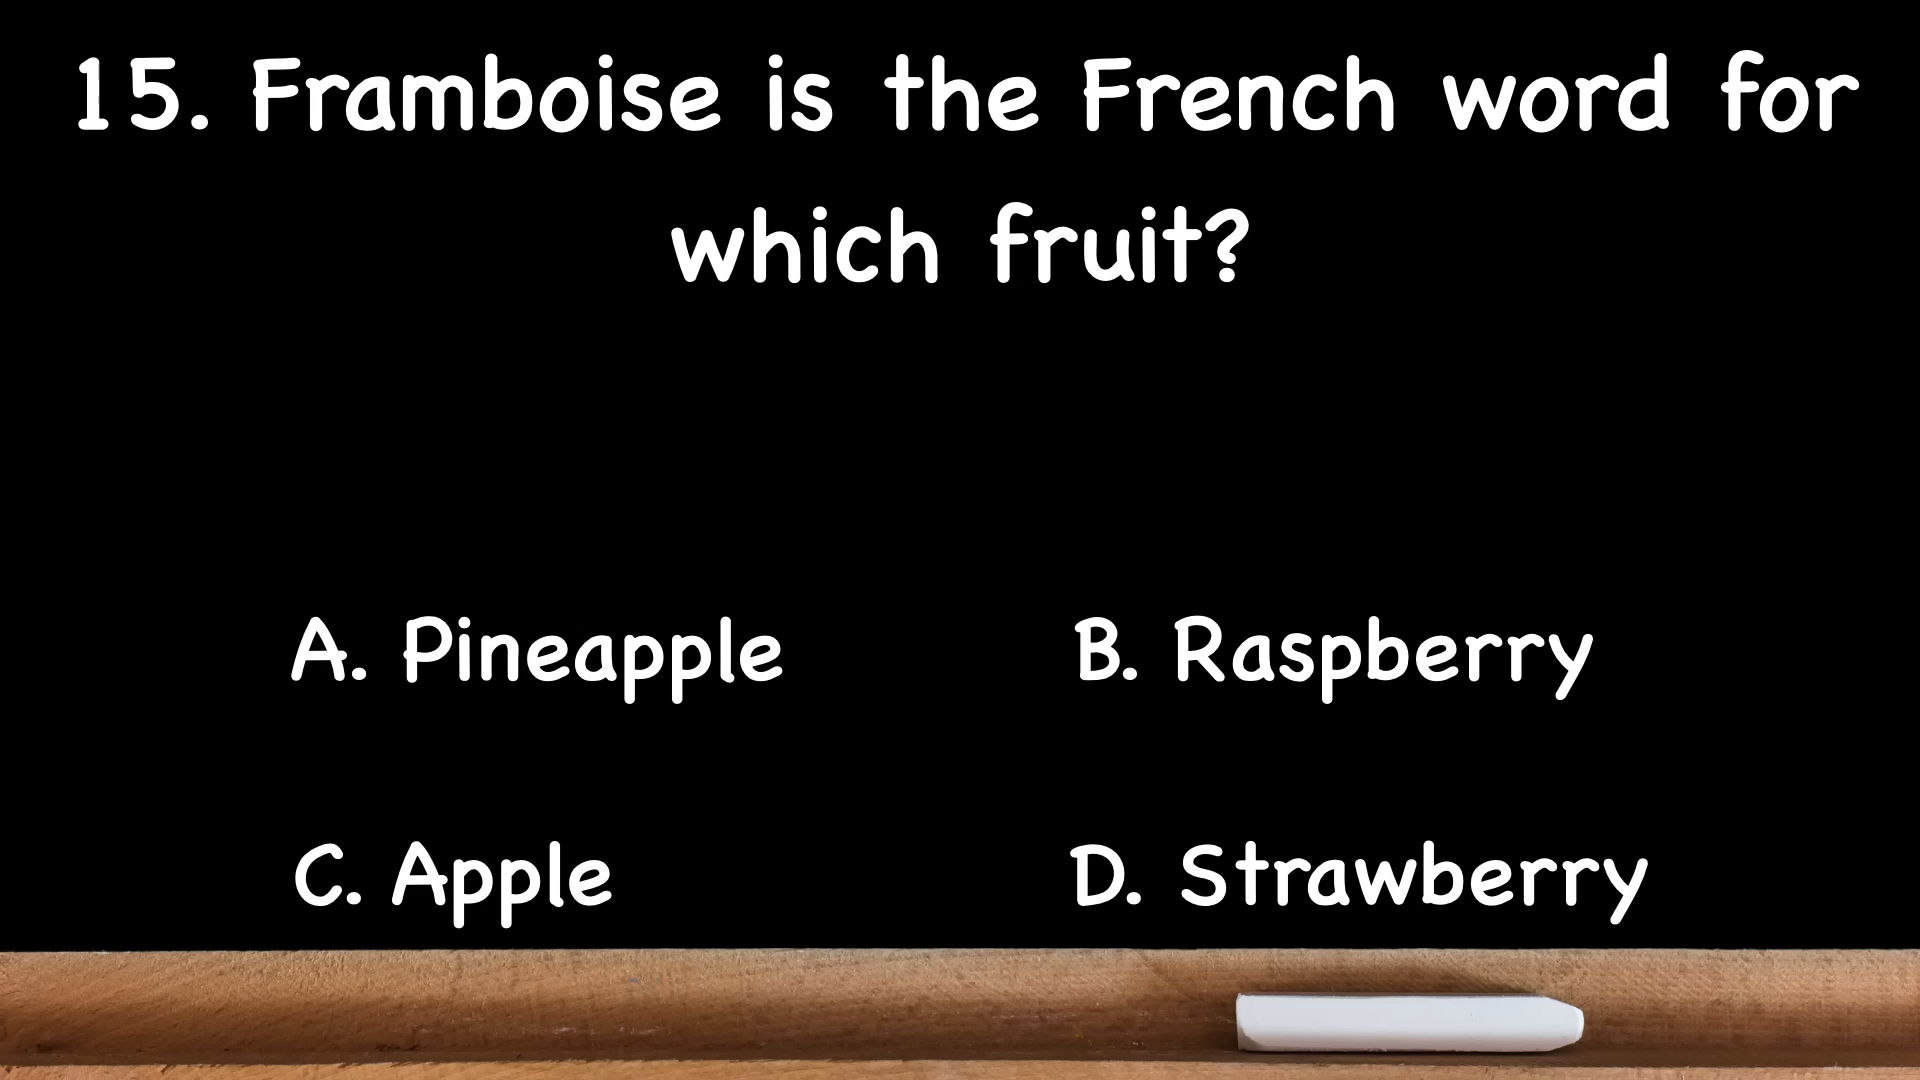 15. Framboise is the French word for
which fruit?
A. Pineapple
B. Raspberry
C. Apple
D. Strawberry